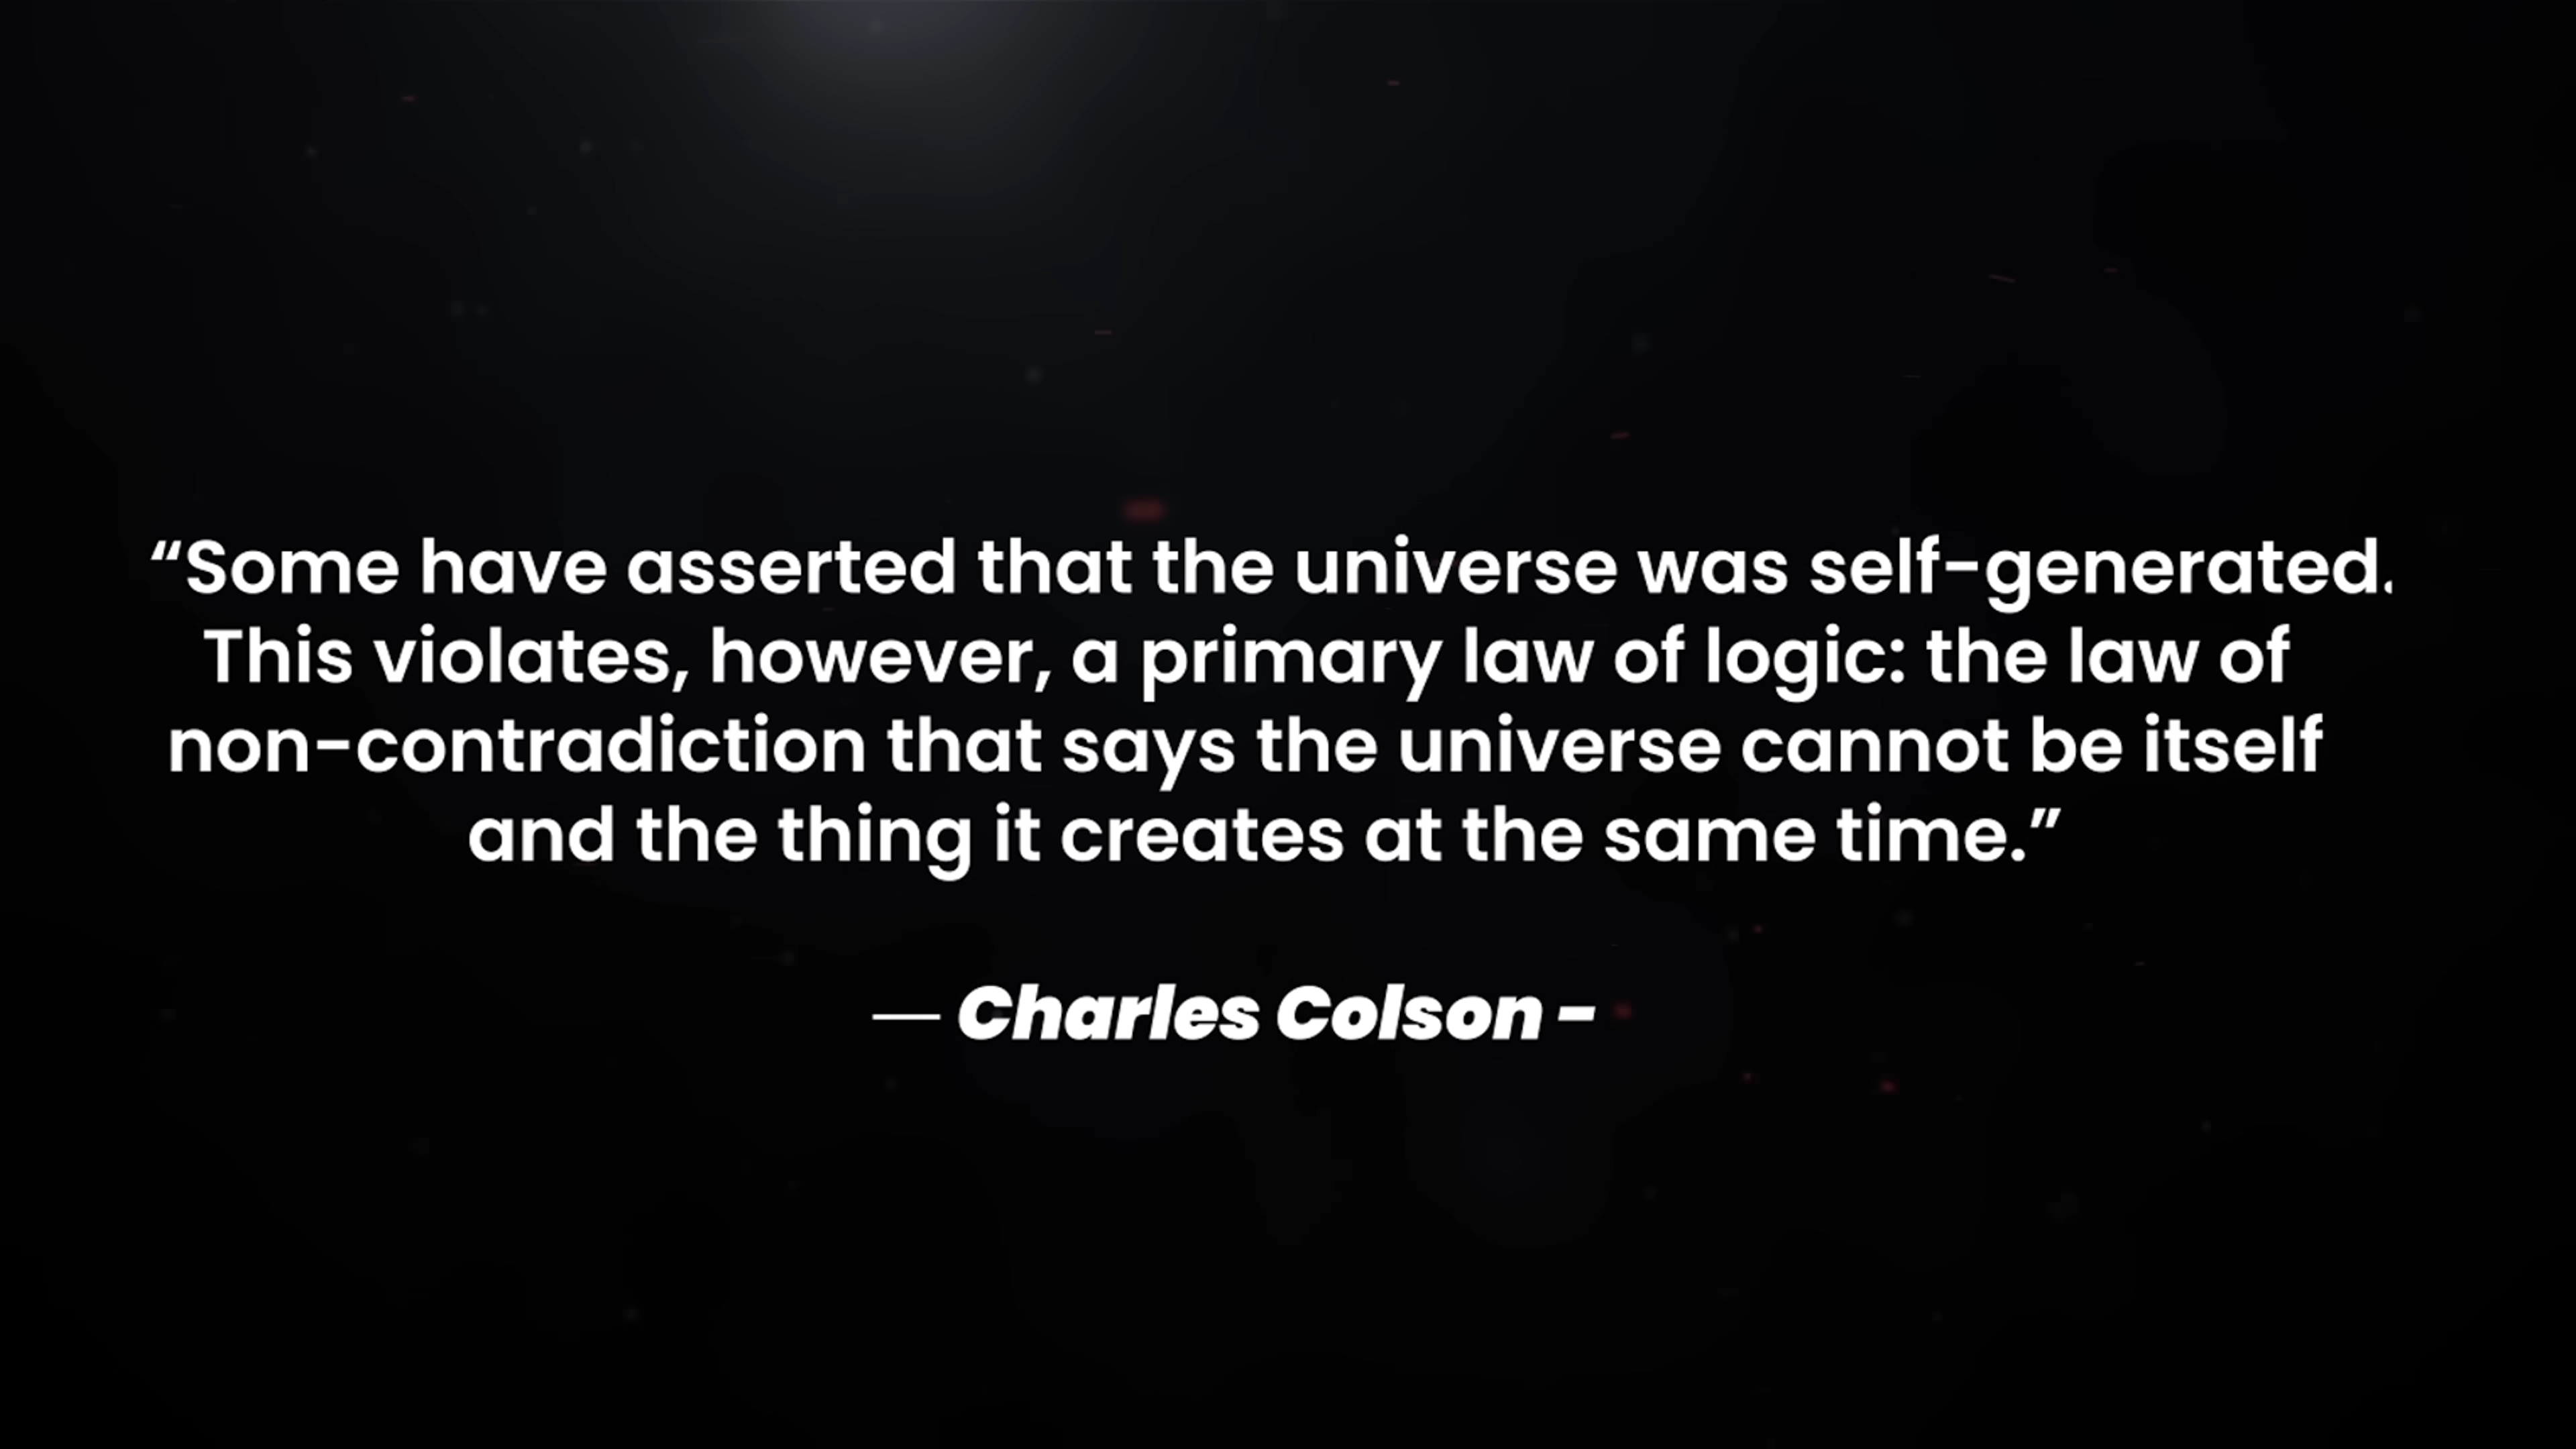 “Some have asserted that the universe was self-generated.
This violates, however, a primary law of logic: the law of
non-contradiction that says the universe cannot be itself
and the thing it creates at the same time.”
— Charles Colson -